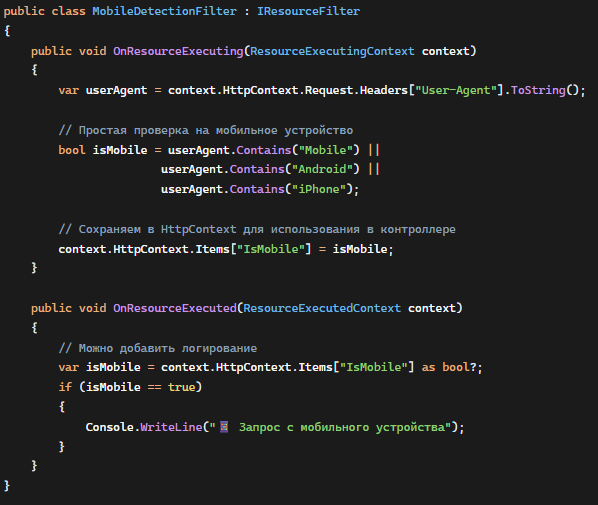 public class MobileDetectionFilter : IResourceFilter
{
    public void OnResourceExecuting(ResourceExecutingContext context)
    {
        var userAgent = context.HttpContext.Request.Headers["User-Agent"].ToString();

        // Простая проверка на мобильное устройство
        bool isMobile = userAgent.Contains("Mobile") ||
                       userAgent.Contains("Android") ||
                       userAgent.Contains("iPhone");

        // Сохраняем в HttpContext для использования в контроллере
        context.HttpContext.Items["IsMobile"] = isMobile;
    }

    public void OnResourceExecuted(ResourceExecutedContext context)
    {
        // Можно добавить логирование
        var isMobile = context.HttpContext.Items["IsMobile"] as bool?;
        if (isMobile == true)
        {
            Console.WriteLine("📱 Запрос с мобильного устройства");
        }
    }
}